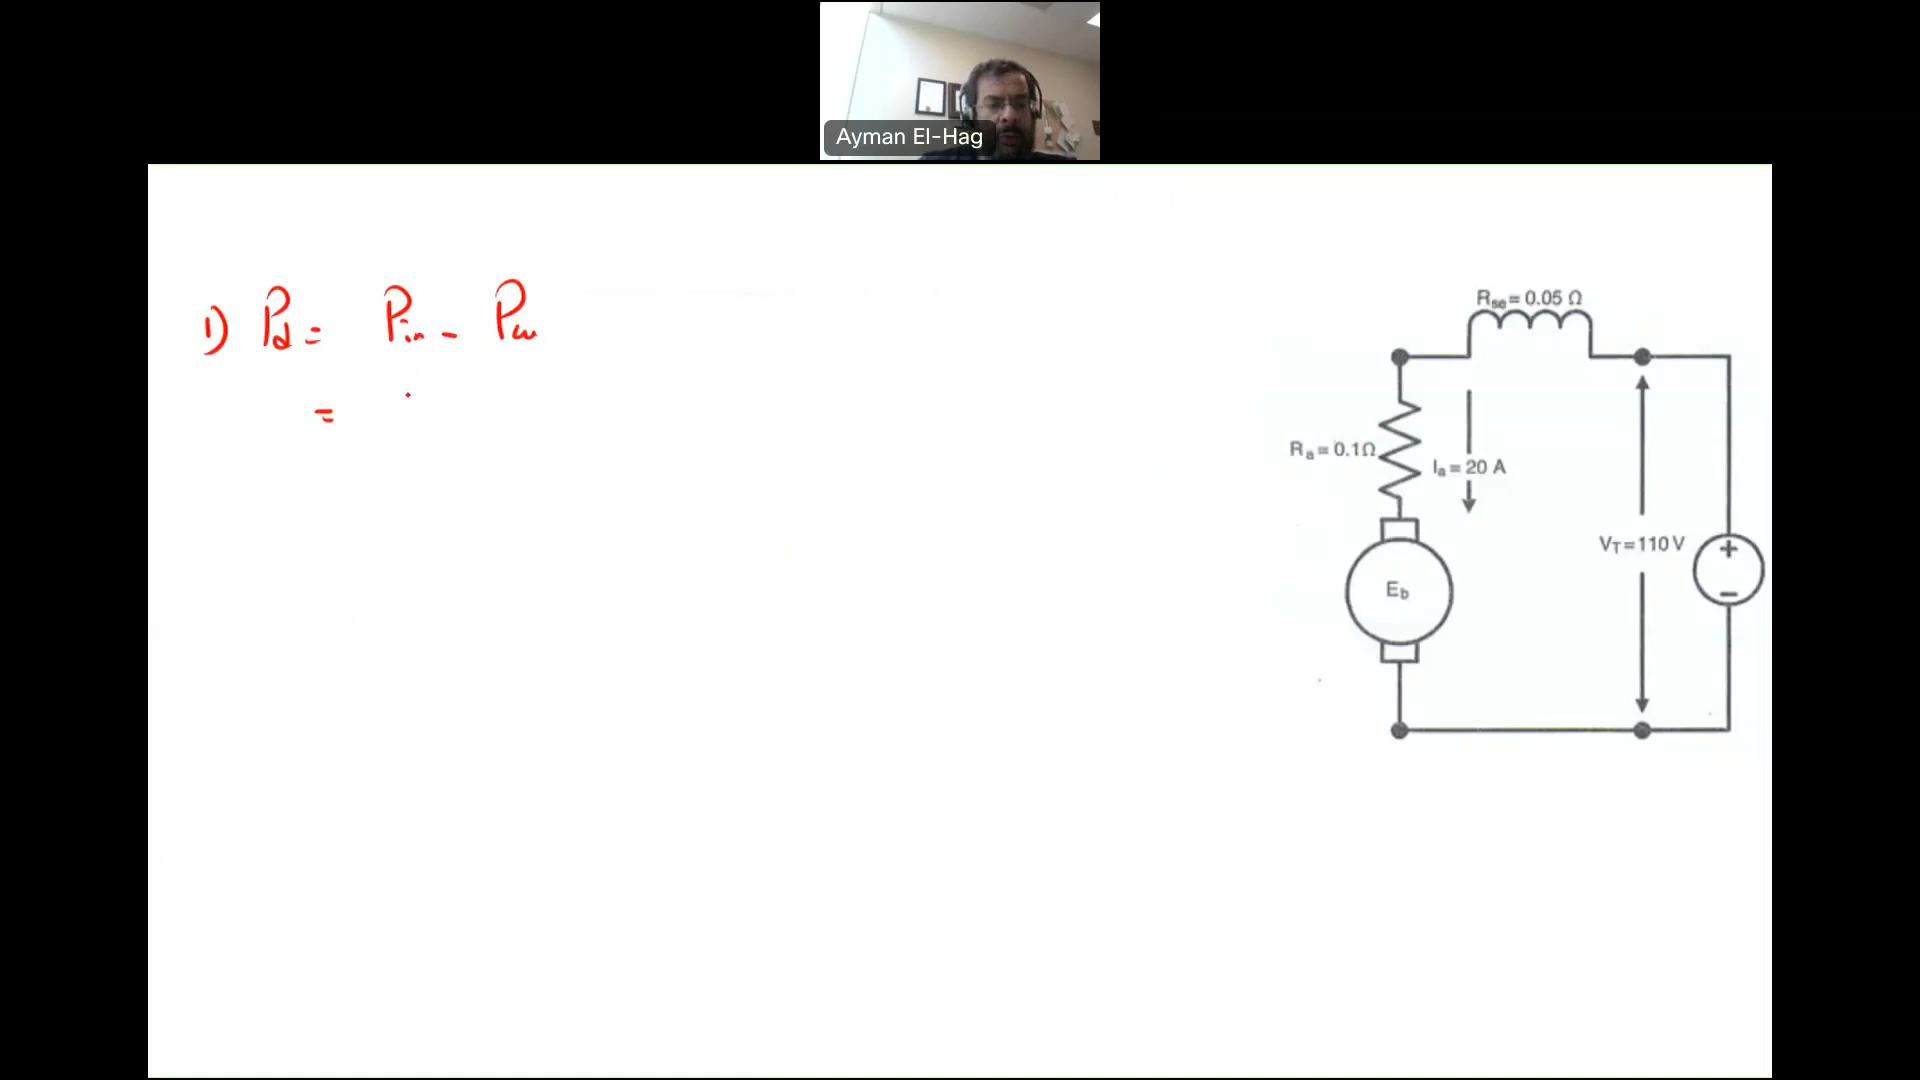 Ayman El-Hag
1) Pd = Pin - Pcu
=
Rse = 0.05 Ω
Ra = 0.1Ω
Ia = 20 A
VT = 110 V
+
Eb
−